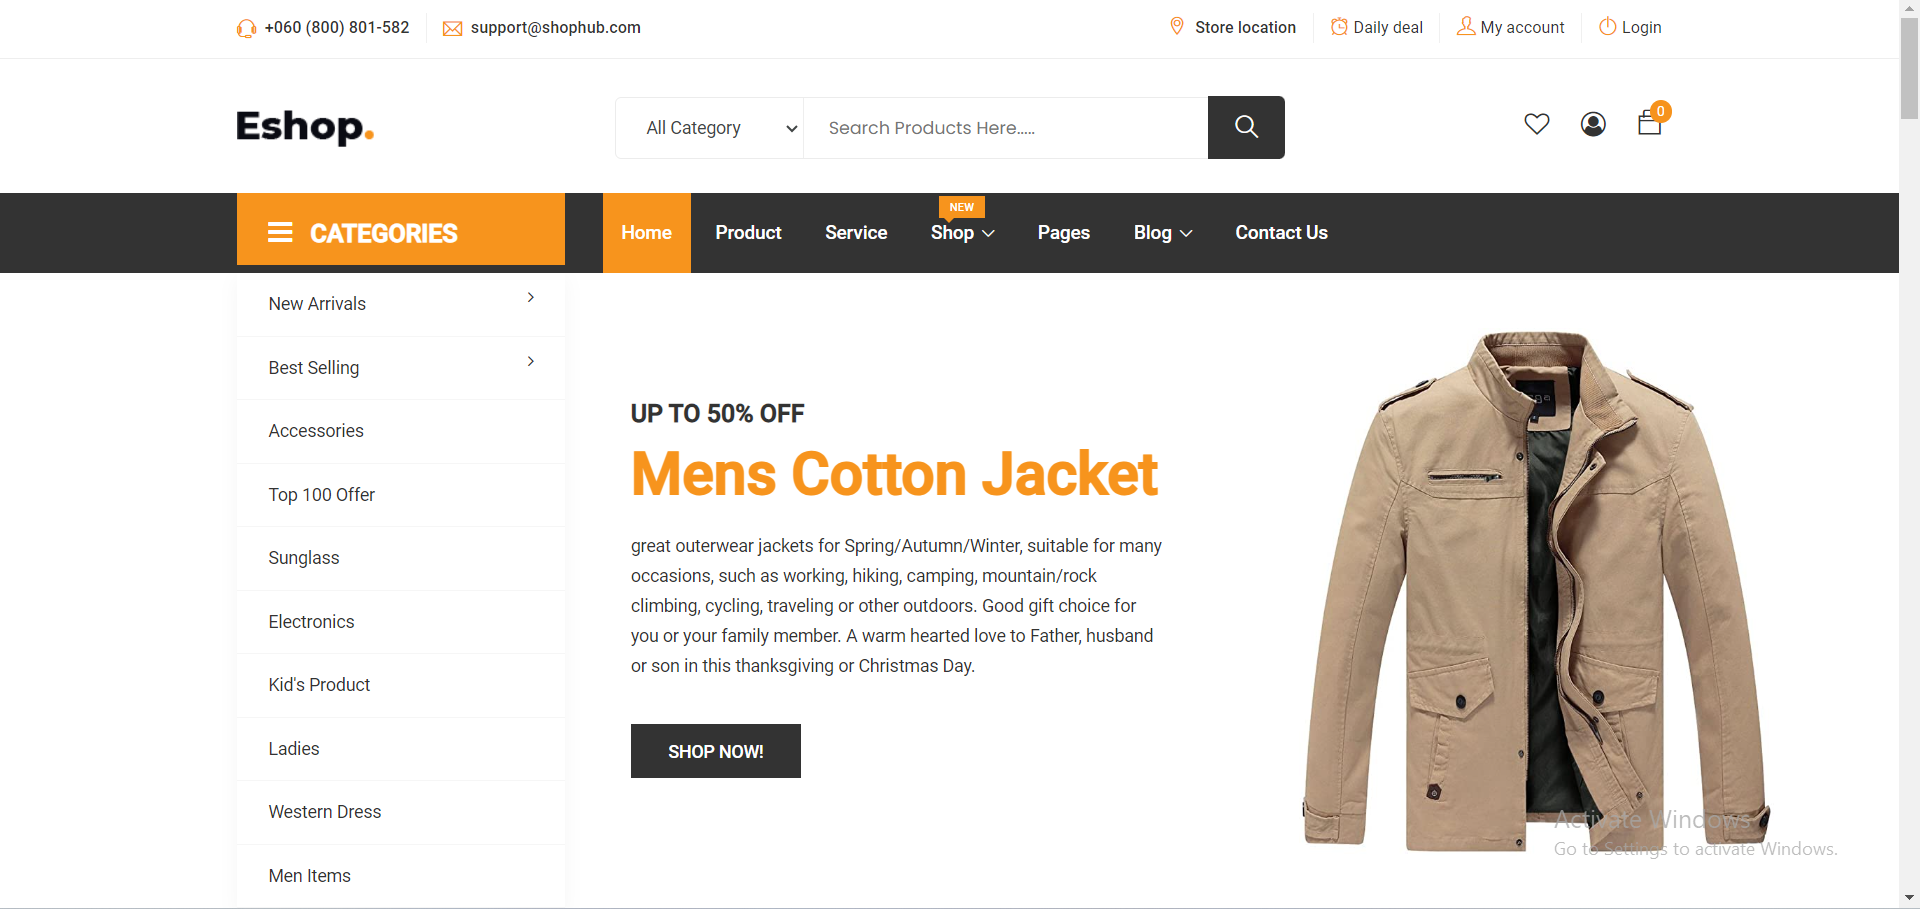 +060 (800) 801-582
support@shophub.com
Store location
Daily deal
My account
Login
Eshop.
All Category
Search Products Here.....
0
CATEGORIES
Home
Product
Service
NEW
Shop
Pages
Blog
Contact Us
New Arrivals
Best Selling
Accessories
Top 100 Offer
Sunglass
Electronics
Kid's Product
Ladies
Western Dress
Men Items
UP TO 50% OFF
Mens Cotton Jacket
great outerwear jackets for Spring/Autumn/Winter, suitable for many
occasions, such as working, hiking, camping, mountain/rock
climbing, cycling, traveling or other outdoors. Good gift choice for
you or your family member. A warm hearted love to Father, husband
or son in this thanksgiving or Christmas Day.
SHOP NOW!
Activate Windows
Go to Settings to activate Windows.